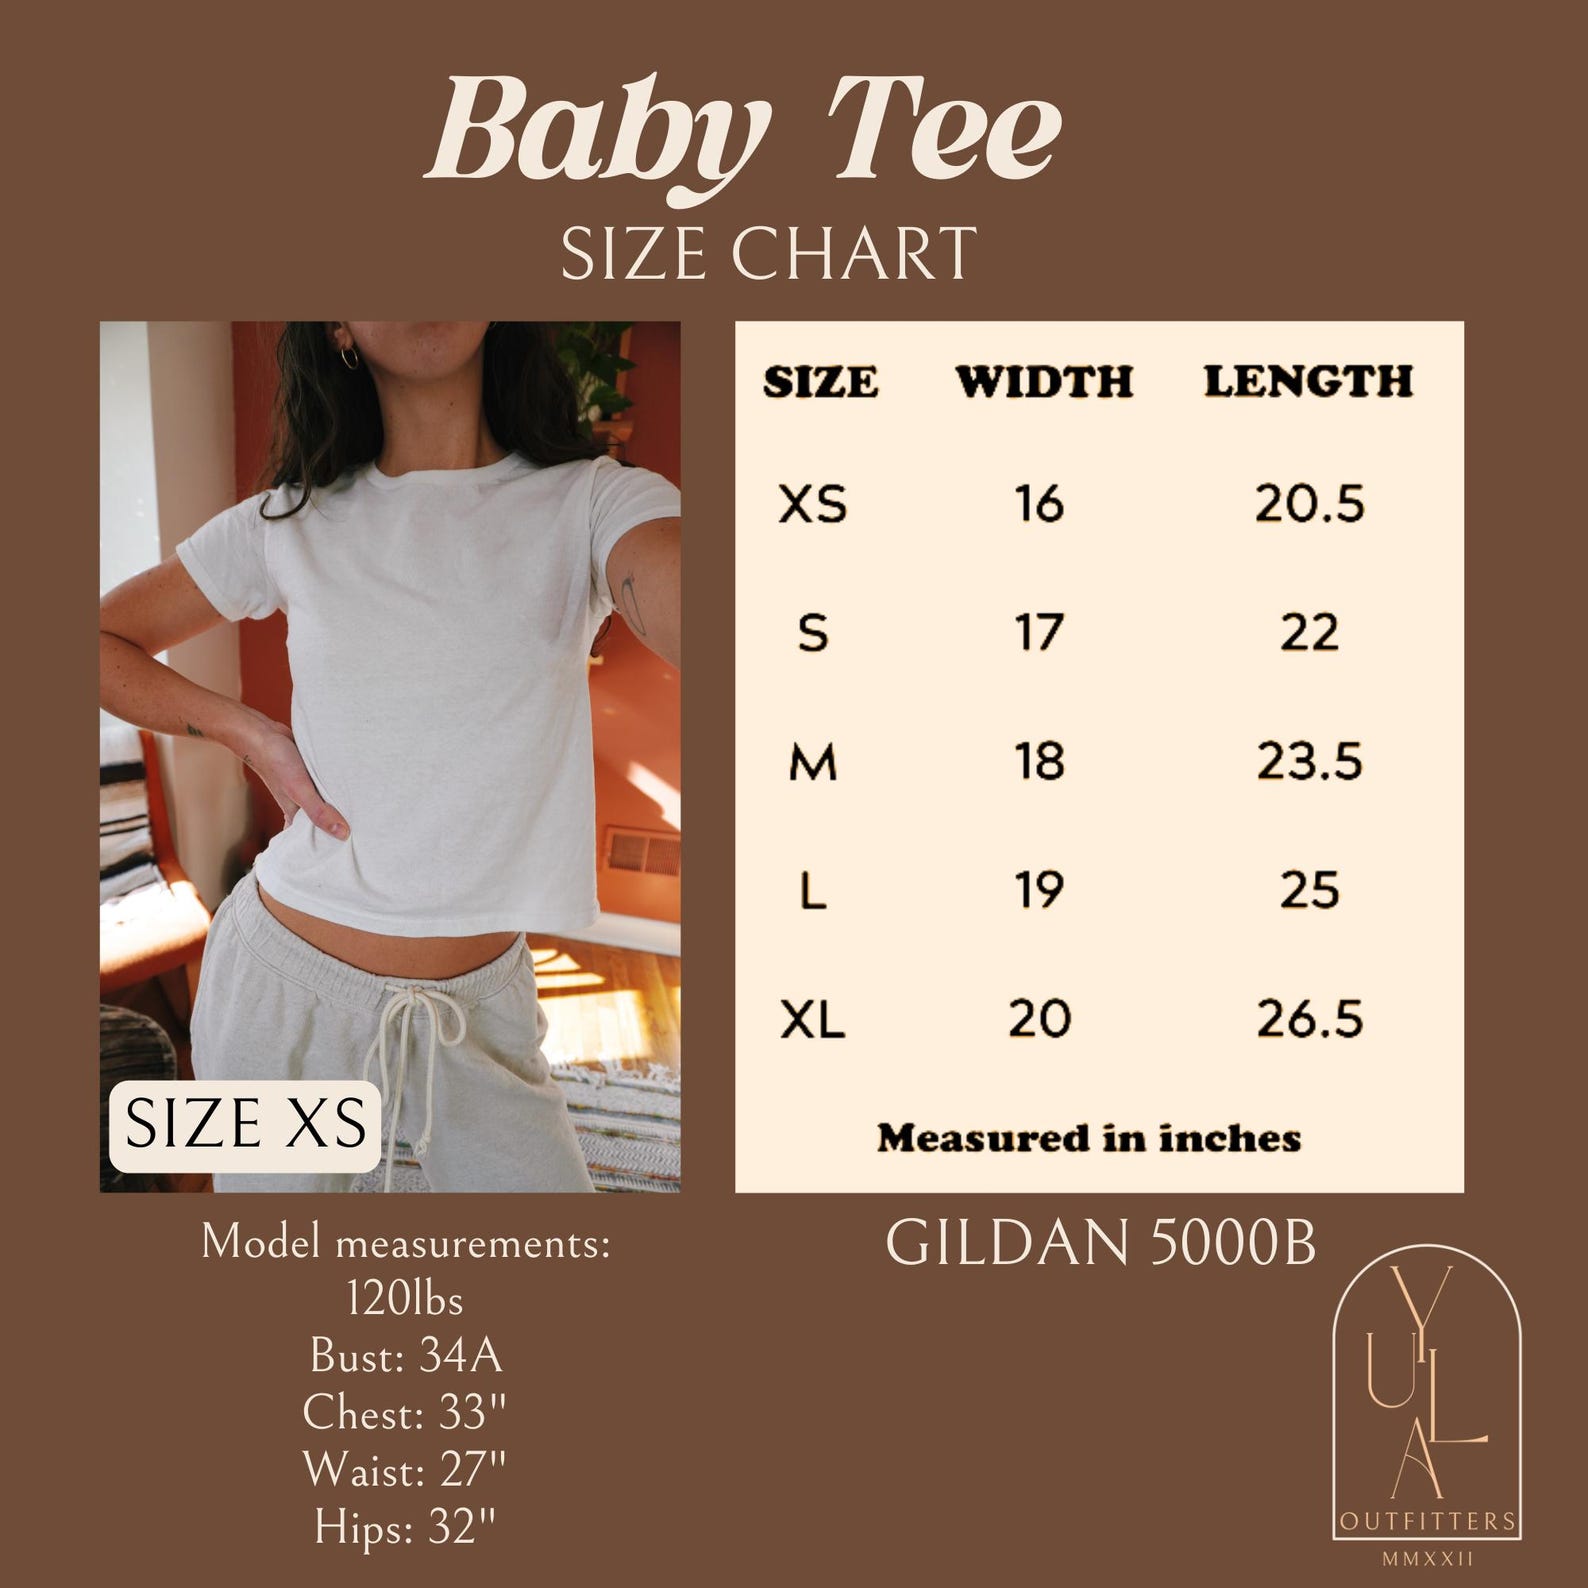 Baby Tee
SIZE CHART
SIZE WIDTH LENGTH
XS 16 20.5
S 17 22
M 18 23.5
L 19 25
XL 20 26.5
Measured in inches
SIZE XS
Model measurements:
120lbs
Bust: 34A
Chest: 33"
Waist: 27"
Hips: 32"
GILDAN 5000B
YULA
OUTFITTERS
MMXXII